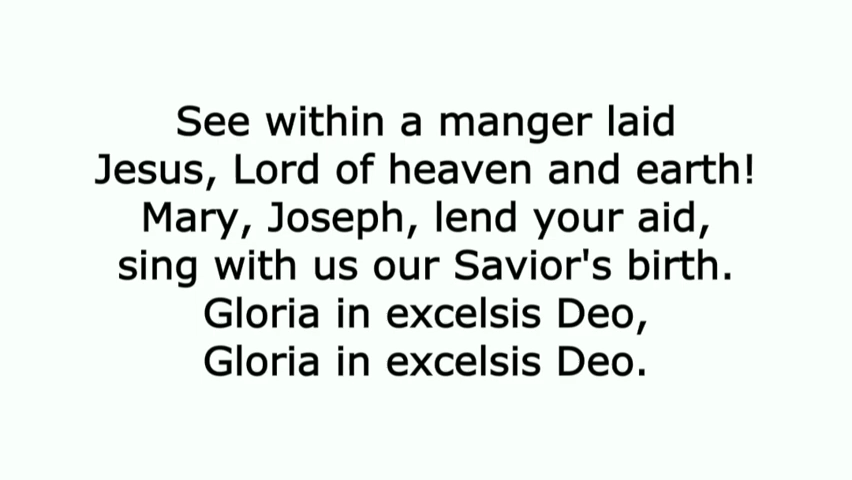 See within a manger laid
Jesus, Lord of heaven and earth!
Mary, Joseph, lend your aid,
sing with us our Savior's birth.
Gloria in excelsis Deo,
Gloria in excelsis Deo.